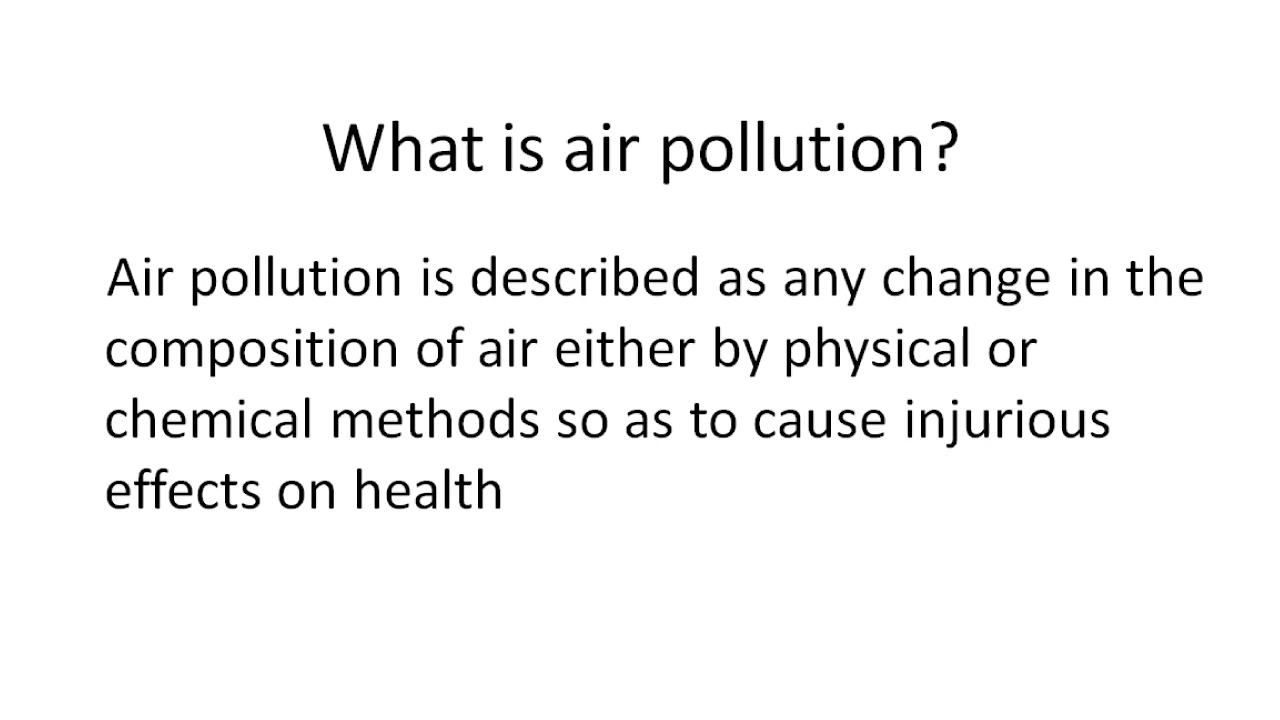 What is air pollution?
Air pollution is described as any change in the
composition of air either by physical or
chemical methods so as to cause injurious
effects on health